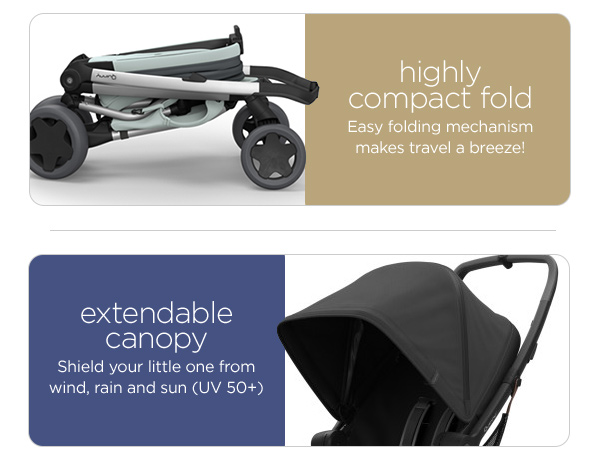 highly
compact fold
Easy folding mechanism
makes travel a breeze!
extendable
canopy
Shield your little one from
wind, rain and sun (UV 50+)